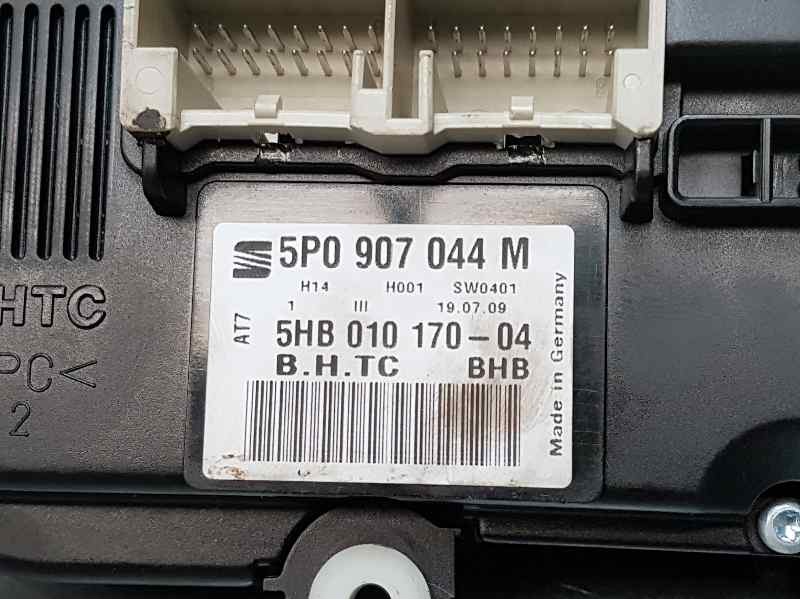 5P0 907 044 M
H14 H001 SW0401
1 III 19.07.09
AT7
5HB 010 170-04
B.H.TC BHB
Made in Germany
HTC
PC<
2